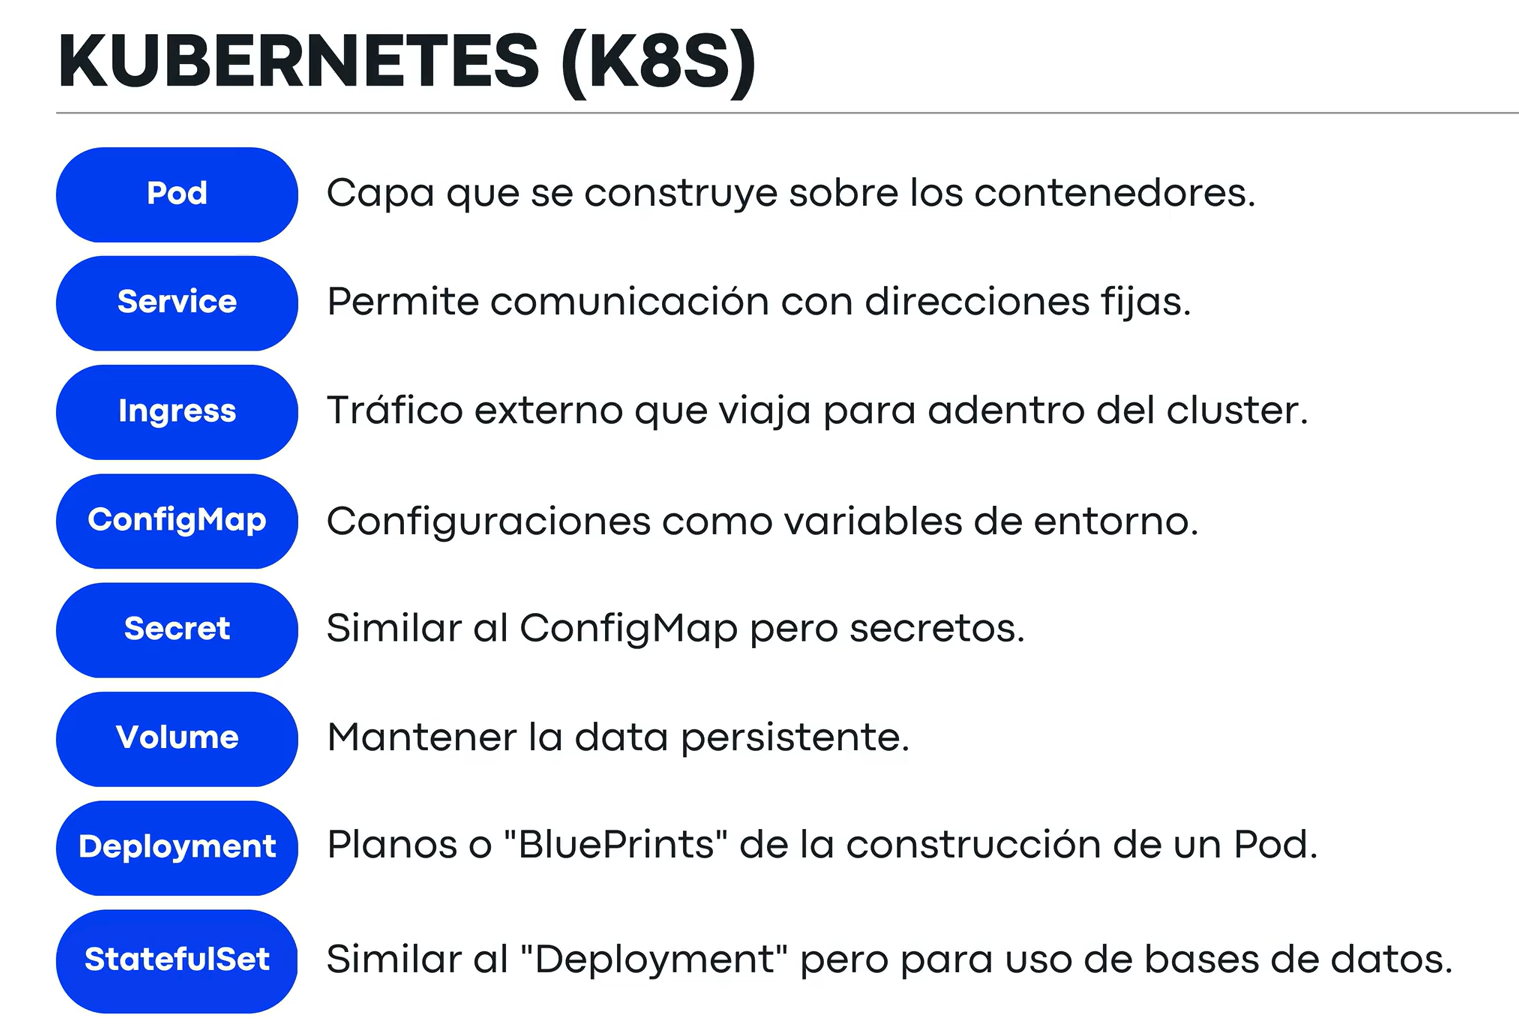 KUBERNETES (K8S)
Pod Capa que se construye sobre los contenedores.
Service Permite comunicación con direcciones fijas.
Ingress Tráfico externo que viaja para adentro del cluster.
ConfigMap Configuraciones como variables de entorno.
Secret Similar al ConfigMap pero secretos.
Volume Mantener la data persistente.
Deployment Planos o "BluePrints" de la construcción de un Pod.
StatefulSet Similar al "Deployment" pero para uso de bases de datos.